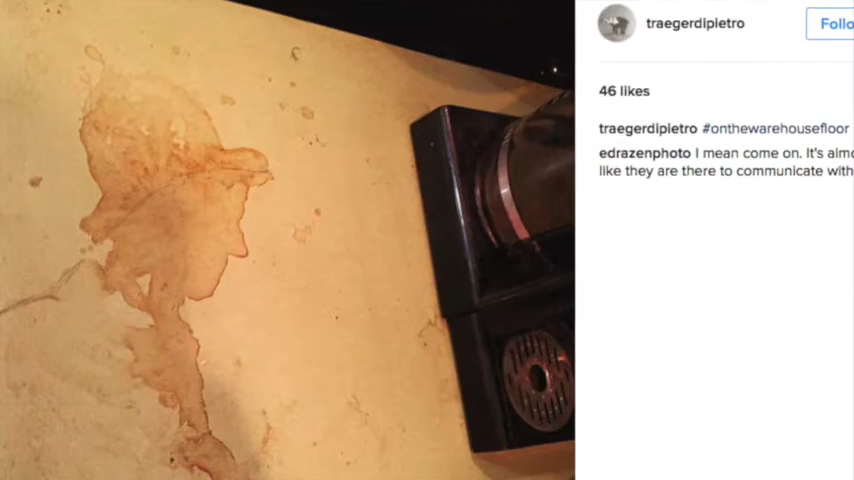 traegerdipietro
Follo
46 likes
traegerdipietro #onthewarehousefloor
edrazenphoto I mean come on. It's almo
like they are there to communicate with